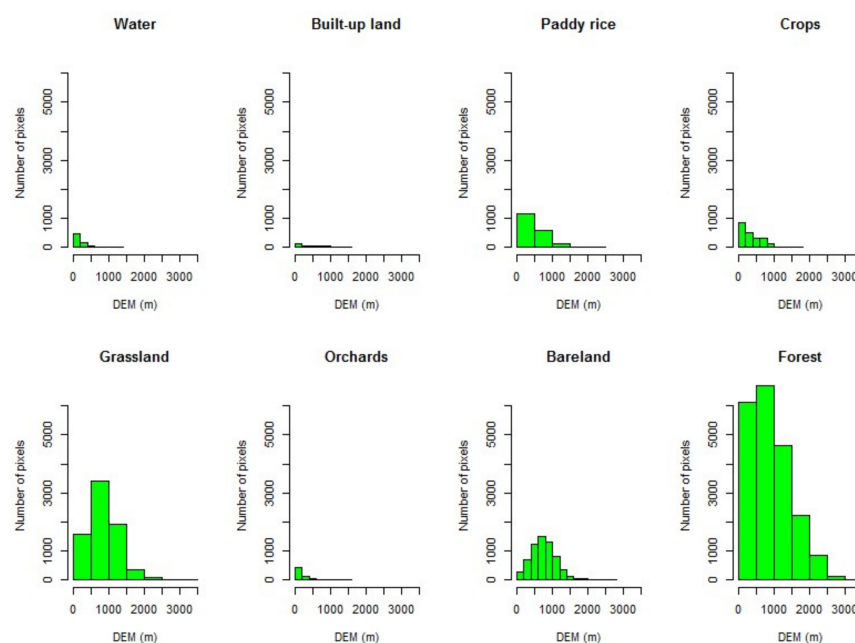 Water
Built-up land
Paddy rice
Crops
Number of pixels
0 1000 3000 5000
0 1000 2000 3000
DEM (m)
Number of pixels
0 1000 3000 5000
0 1000 2000 3000
DEM (m)
Number of pixels
0 1000 3000 5000
0 1000 2000 3000
DEM (m)
Number of pixels
0 1000 3000 5000
0 1000 2000 3000
DEM (m)
Grassland
Orchards
Bareland
Forest
Number of pixels
0 1000 3000 5000
0 1000 2000 3000
DEM (m)
Number of pixels
0 1000 3000 5000
0 1000 2000 3000
DEM (m)
Number of pixels
0 1000 3000 5000
0 1000 2000 3000
DEM (m)
Number of pixels
0 1000 3000 5000
0 1000 2000 3000
DEM (m)